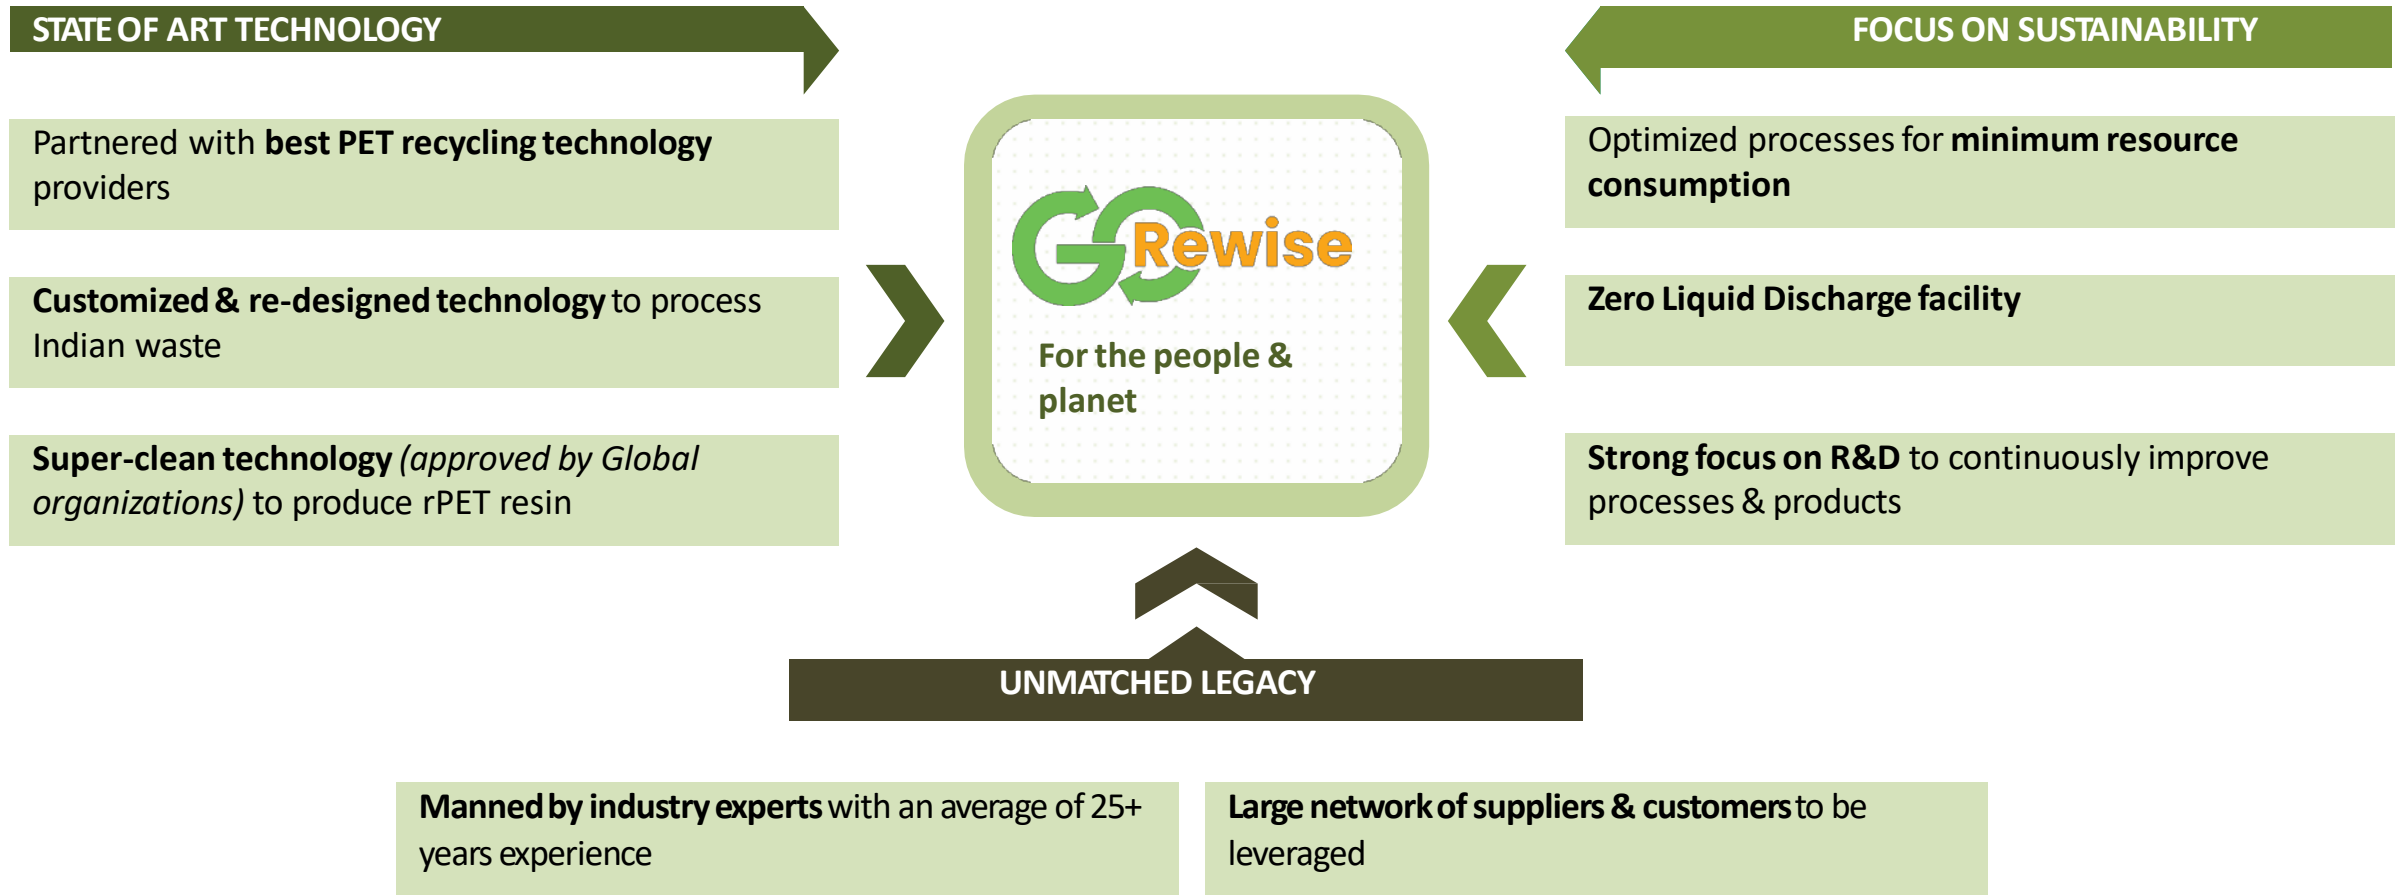 STATE OF ART TECHNOLOGY
Partnered with best PET recycling technology
providers
Customized & re-designed technology to process
Indian waste
Super-clean technology (approved by Global
organizations) to produce rPET resin
GO Rewise
For the people &
planet
FOCUS ON SUSTAINABILITY
Optimized processes for minimum resource
consumption
Zero Liquid Discharge facility
Strong focus on R&D to continuously improve
processes & products
UNMATCHED LEGACY
Manned by industry experts with an average of 25+
years experience
Large network of suppliers & customers to be
leveraged